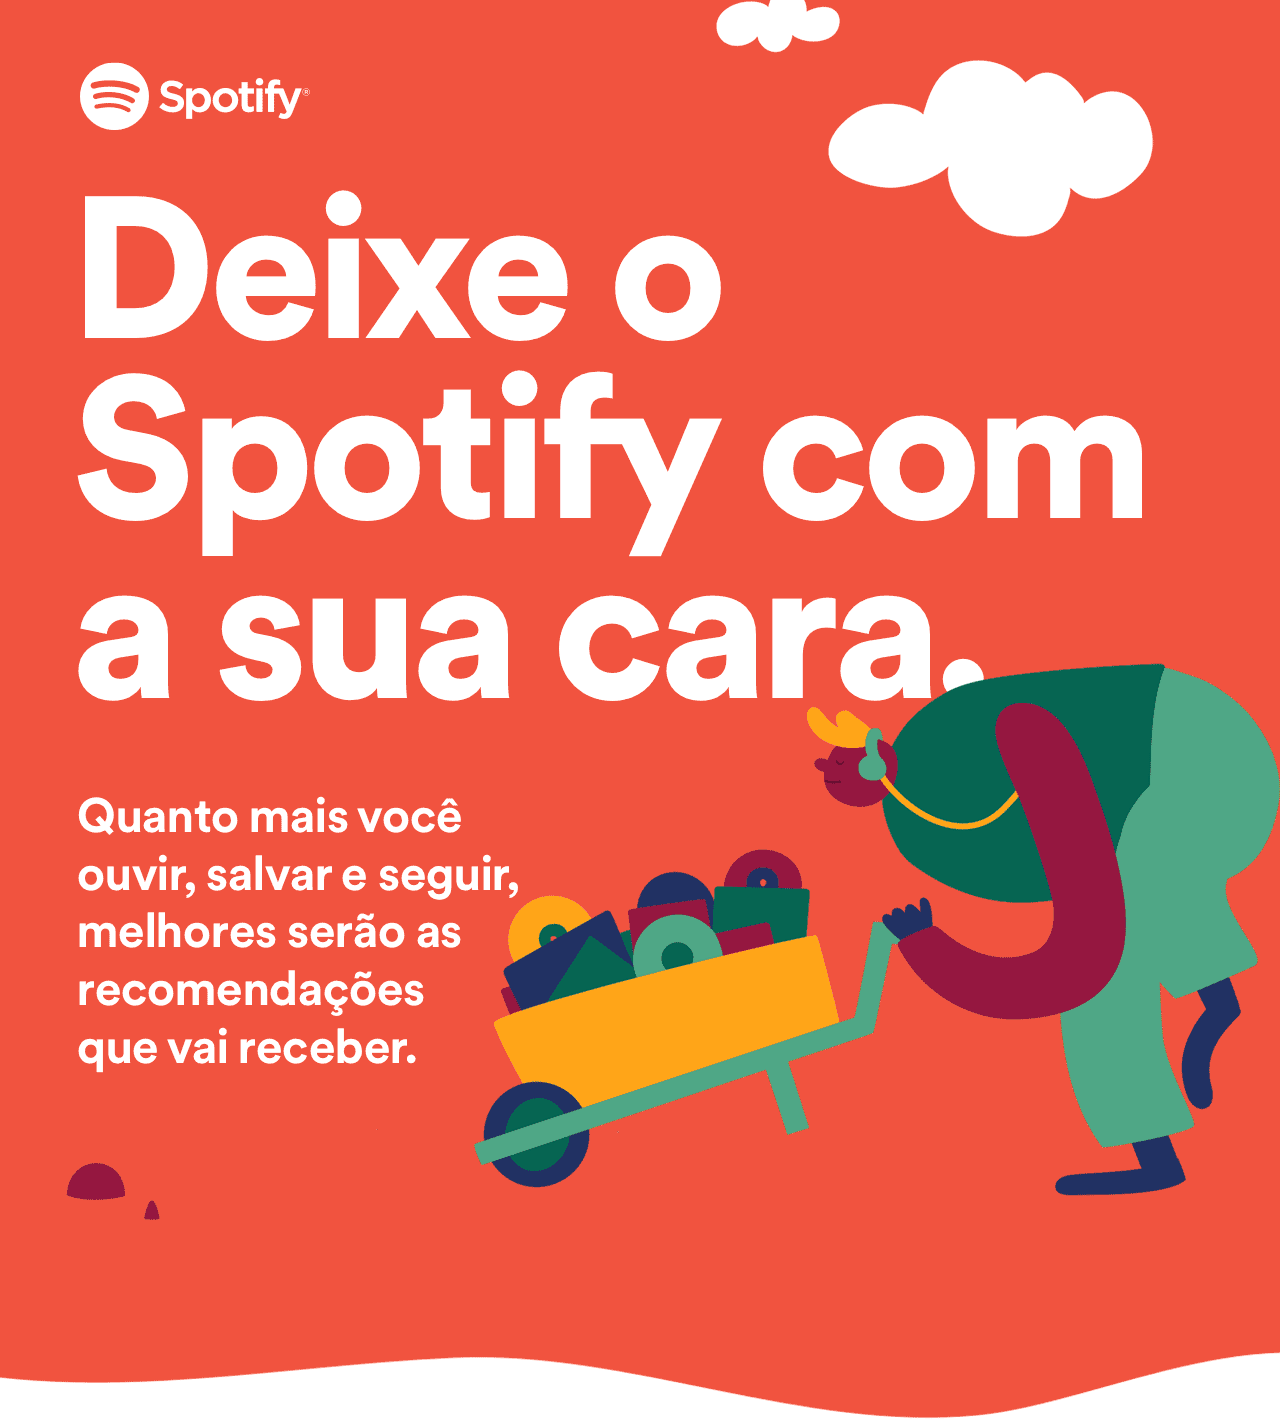 Spotify®
Deixe o
Spotify com
a sua cara.
Quanto mais você
ouvir, salvar e seguir,
melhores serão as
recomendações
que vai receber.